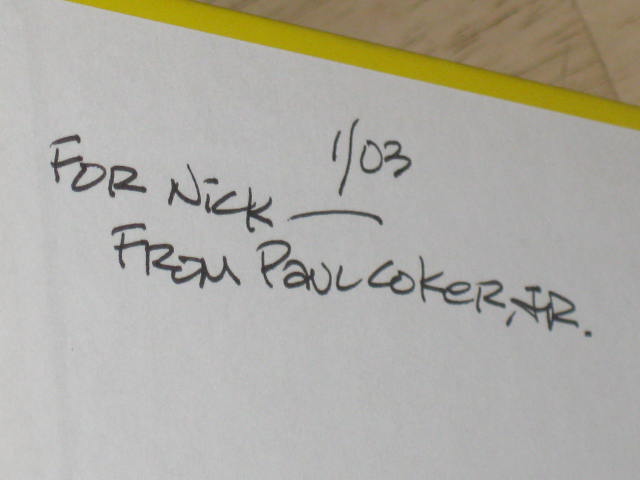 1/03
FOR NiCK —
FROM PaUL COKeR, JR.